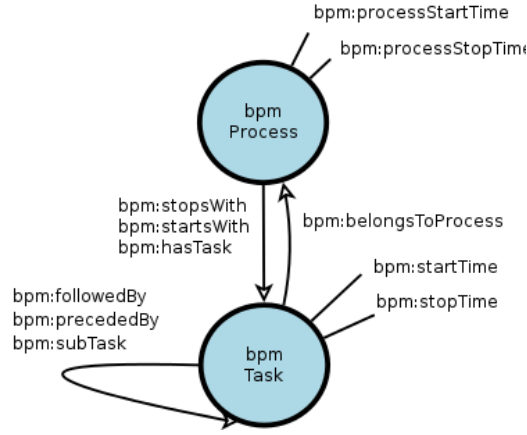 bpm:processStartTime
bpm:processStopTime
bpm
Process
bpm:stopsWith
bpm:startsWith
bpm:hasTask
bpm:belongsToProcess
bpm:startTime
bpm:stopTime
bpm:followedBy
bpm:precededBy
bpm:subTask
bpm
Task